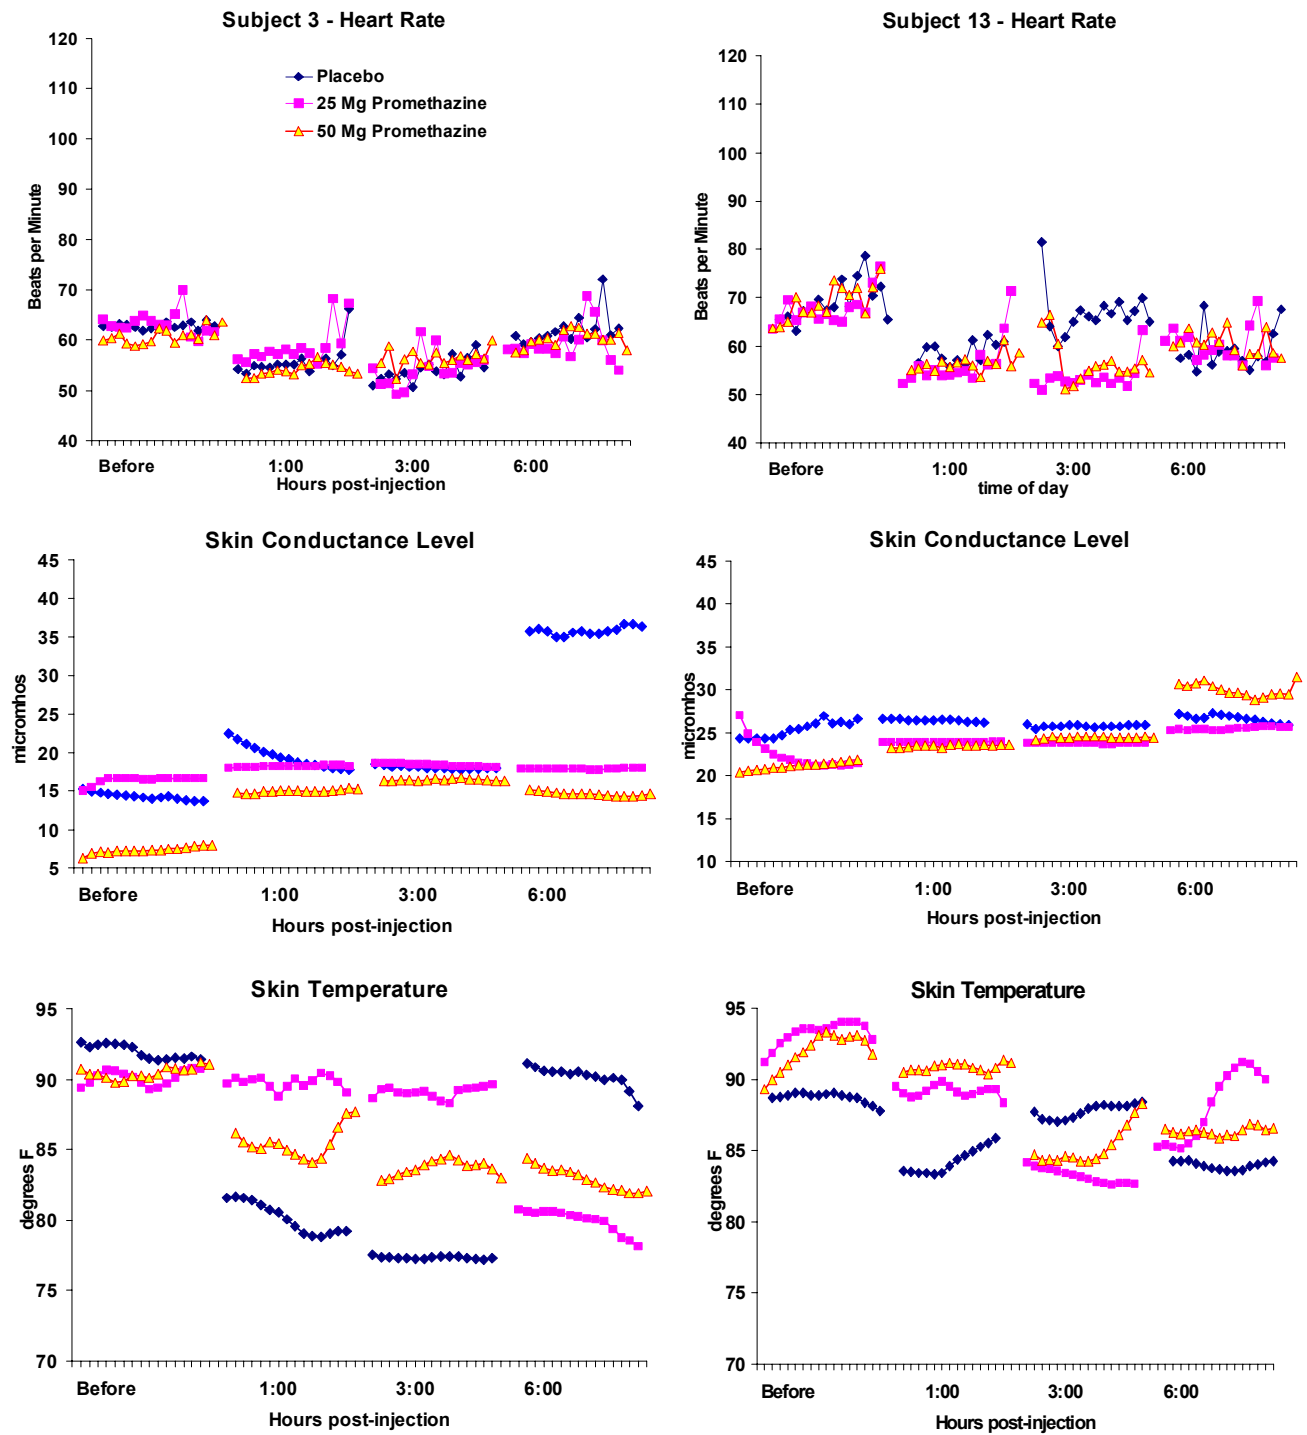 Subject 3 - Heart Rate
120
110
100
90
80
70
60
50
40
Beats per Minute
Placebo
25 Mg Promethazine
50 Mg Promethazine
Before 1:00 3:00 6:00
Hours post-injection
Subject 13 - Heart Rate
120
110
100
90
80
70
60
50
40
Beats per Minute
Before 1:00 3:00 6:00
time of day
Skin Conductance Level
45
40
35
30
25
20
15
10
5
micromhos
Before 1:00 3:00 6:00
Hours post-injection
Skin Conductance Level
45
40
35
30
25
20
15
10
micromhos
Before 1:00 3:00 6:00
Hours post-injection
Skin Temperature
95
90
85
80
75
70
degrees F
Before 1:00 3:00 6:00
Hours post-injection
Skin Temperature
95
90
85
80
75
70
degrees F
Before 1:00 3:00 6:00
Hours post-injection